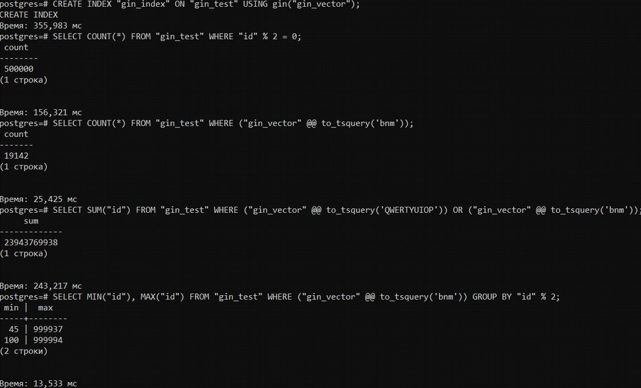 postgres=# CREATE INDEX "gin_index" ON "gin_test" USING gin("gin_vector");
CREATE INDEX
Время: 355,983 мс
postgres=# SELECT COUNT(*) FROM "gin_test" WHERE "id" % 2 = 0;
count
--------
500000
(1 строка)
Время: 156,321 мс
postgres=# SELECT COUNT(*) FROM "gin_test" WHERE ("gin_vector" @@ to_tsquery('bnm'));
count
-------
19142
(1 строка)
Время: 25,425 мс
postgres=# SELECT SUM("id") FROM "gin_test" WHERE ("gin_vector" @@ to_tsquery('QWERTYUIOP')) OR ("gin_vector" @@ to_tsquery('bnm'));
sum
-------------
23943769938
(1 строка)
Время: 243,217 мс
postgres=# SELECT MIN("id"), MAX("id") FROM "gin_test" WHERE ("gin_vector" @@ to_tsquery('bnm')) GROUP BY "id" % 2;
min | max
-----+--------
45 | 999937
100 | 999994
(2 строки)
Время: 13,533 мс